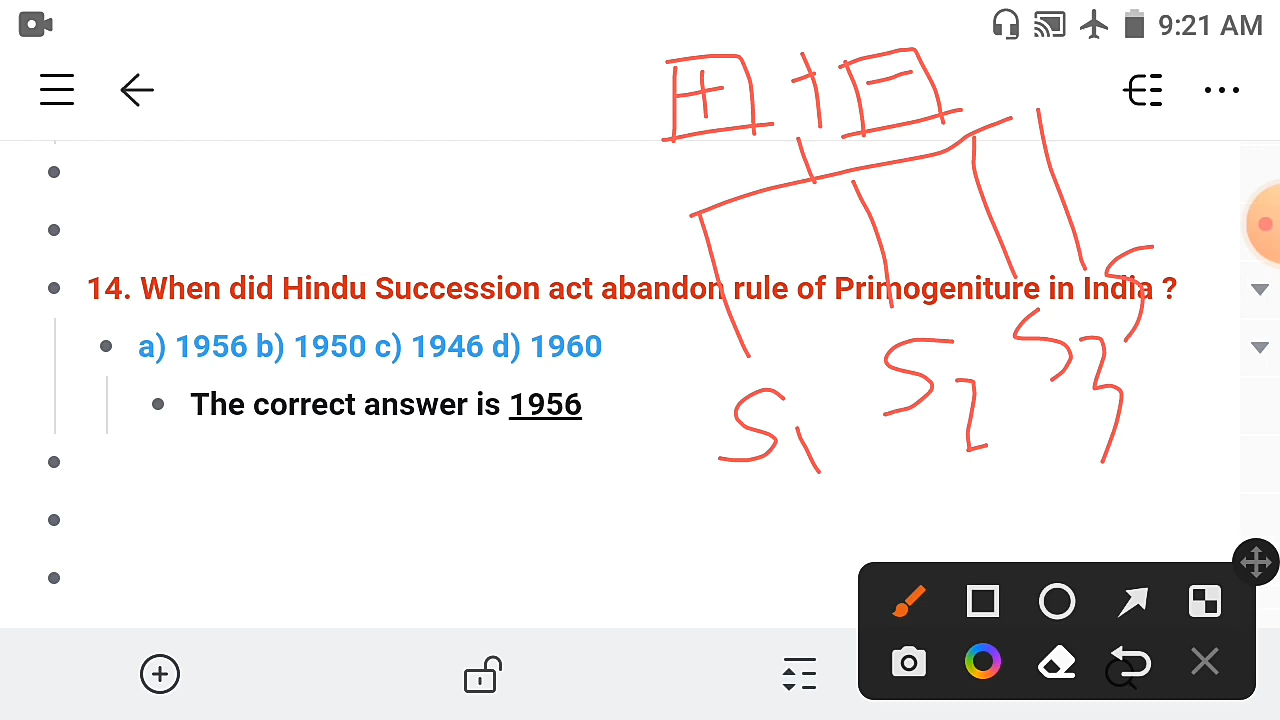 9:21 AM
14. When did Hindu Succession act abandon rule of Primogeniture in India ?
a) 1956 b) 1950 c) 1946 d) 1960
The correct answer is 1956
S1
S2
S3
S